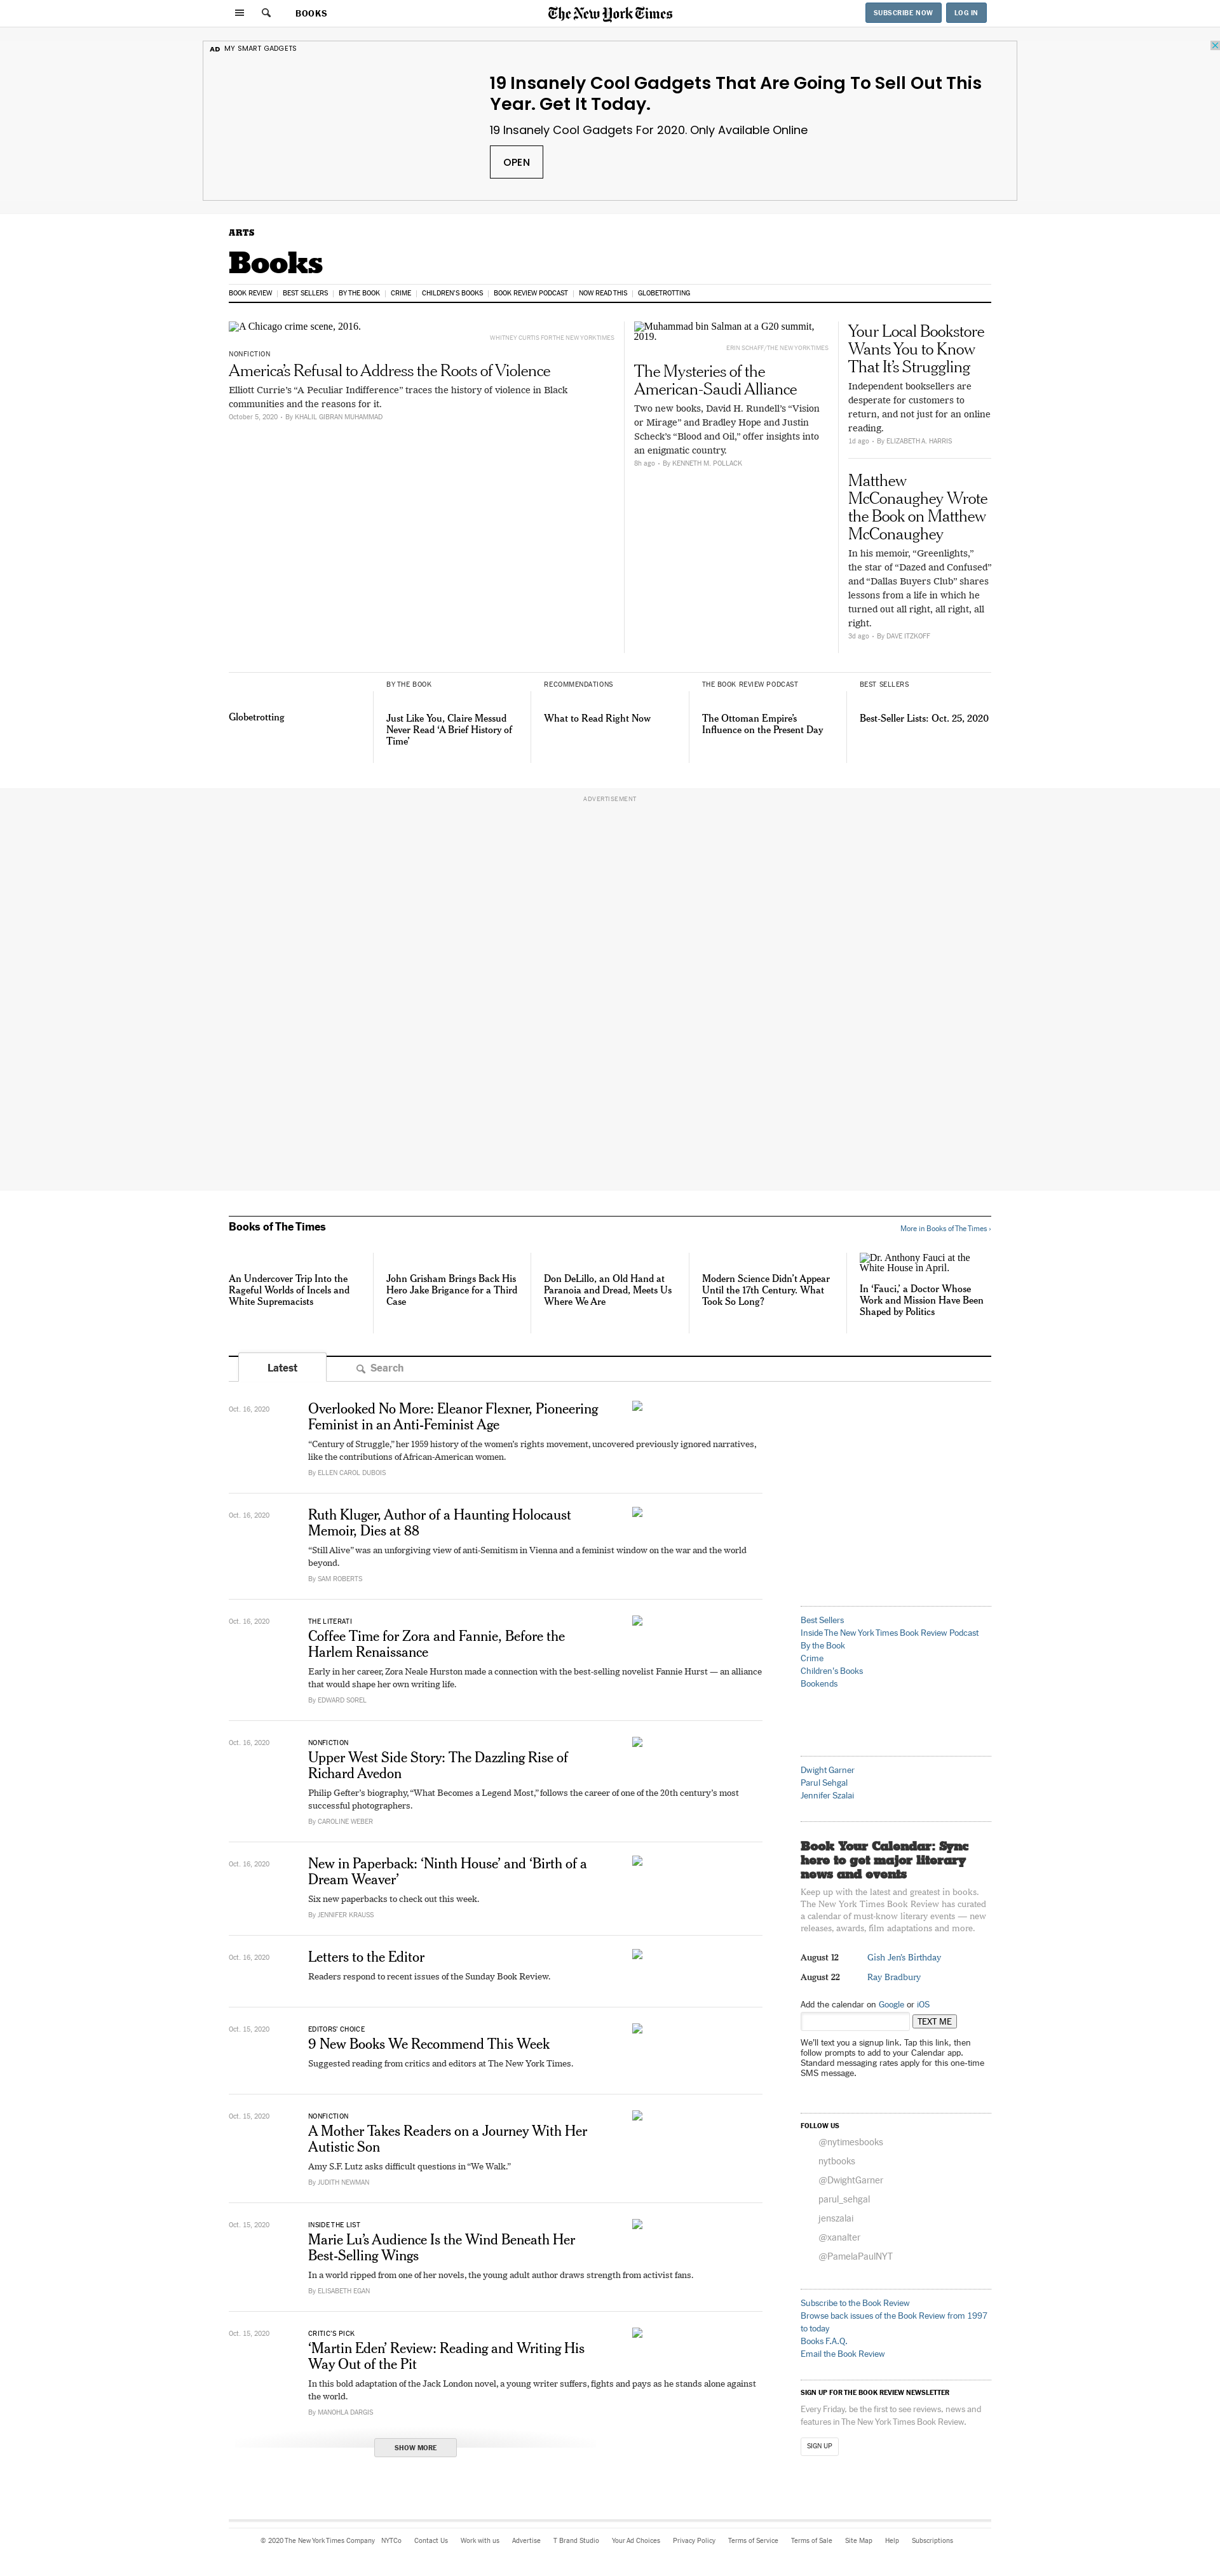 BOOKS
The New York Times
SUBSCRIBE NOW
LOG IN
AD MY SMART GADGETS
19 Insanely Cool Gadgets That Are Going To Sell Out This
Year. Get It Today.
19 Insanely Cool Gadgets For 2020. Only Available Online
OPEN
ARTS
Books
BOOK REVIEW | BEST SELLERS | BY THE BOOK | CRIME | CHILDREN'S BOOKS | BOOK REVIEW PODCAST | NOW READ THIS | GLOBETROTTING
A Chicago crime scene, 2016.
WHITNEY CURTIS FOR THE NEW YORK TIMES
NONFICTION
America's Refusal to Address the Roots of Violence
Elliott Currie's “A Peculiar Indifference” traces the history of violence in Black
communities and the reasons for it.
October 5, 2020 - By KHALIL GIBRAN MUHAMMAD
Muhammad bin Salman at a G20 summit,
2019.
ERIN SCHAFF/THE NEW YORK TIMES
The Mysteries of the
American-Saudi Alliance
Two new books, David H. Rundell's “Vision
or Mirage” and Bradley Hope and Justin
Scheck's “Blood and Oil,” offer insights into
an enigmatic country.
8h ago - By KENNETH M. POLLACK
Your Local Bookstore
Wants You to Know
That It's Struggling
Independent booksellers are
desperate for customers to
return, and not just for an online
reading.
1d ago - By ELIZABETH A. HARRIS
Matthew
McConaughey Wrote
the Book on Matthew
McConaughey
In his memoir, “Greenlights,”
the star of “Dazed and Confused”
and “Dallas Buyers Club” shares
lessons from a life in which he
turned out all right, all right, all
right.
3d ago - By DAVE ITZKOFF
Globetrotting
BY THE BOOK
Just Like You, Claire Messud
Never Read ‘A Brief History of
Time’
RECOMMENDATIONS
What to Read Right Now
THE BOOK REVIEW PODCAST
The Ottoman Empire's
Influence on the Present Day
BEST SELLERS
Best-Seller Lists: Oct. 25, 2020
ADVERTISEMENT
Books of The Times
More in Books of The Times ›
An Undercover Trip Into the
Rageful Worlds of Incels and
White Supremacists
John Grisham Brings Back His
Hero Jake Brigance for a Third
Case
Don DeLillo, an Old Hand at
Paranoia and Dread, Meets Us
Where We Are
Modern Science Didn't Appear
Until the 17th Century. What
Took So Long?
Dr. Anthony Fauci at the
White House in April.
In ‘Fauci,’ a Doctor Whose
Work and Mission Have Been
Shaped by Politics
Latest
Search
Oct. 16, 2020
Overlooked No More: Eleanor Flexner, Pioneering
Feminist in an Anti-Feminist Age
“Century of Struggle,” her 1959 history of the women's rights movement, uncovered previously ignored narratives,
like the contributions of African-American women.
By ELLEN CAROL DUBOIS
Oct. 16, 2020
Ruth Kluger, Author of a Haunting Holocaust
Memoir, Dies at 88
“Still Alive” was an unforgiving view of anti-Semitism in Vienna and a feminist window on the war and the world
beyond.
By SAM ROBERTS
Oct. 16, 2020
THE LITERATI
Coffee Time for Zora and Fannie, Before the
Harlem Renaissance
Early in her career, Zora Neale Hurston made a connection with the best-selling novelist Fannie Hurst — an alliance
that would shape her own writing life.
By EDWARD SOREL
Oct. 16, 2020
NONFICTION
Upper West Side Story: The Dazzling Rise of
Richard Avedon
Philip Gefter's biography, “What Becomes a Legend Most,” follows the career of one of the 20th century's most
successful photographers.
By CAROLINE WEBER
Oct. 16, 2020
New in Paperback: ‘Ninth House’ and ‘Birth of a
Dream Weaver’
Six new paperbacks to check out this week.
By JENNIFER KRAUSS
Oct. 16, 2020
Letters to the Editor
Readers respond to recent issues of the Sunday Book Review.
Oct. 15, 2020
EDITORS' CHOICE
9 New Books We Recommend This Week
Suggested reading from critics and editors at The New York Times.
Oct. 15, 2020
NONFICTION
A Mother Takes Readers on a Journey With Her
Autistic Son
Amy S.F. Lutz asks difficult questions in “We Walk.”
By JUDITH NEWMAN
Oct. 15, 2020
INSIDE THE LIST
Marie Lu's Audience Is the Wind Beneath Her
Best-Selling Wings
In a world ripped from one of her novels, the young adult author draws strength from activist fans.
By ELISABETH EGAN
Oct. 15, 2020
CRITIC'S PICK
‘Martin Eden’ Review: Reading and Writing His
Way Out of the Pit
In this bold adaptation of the Jack London novel, a young writer suffers, fights and pays as he stands alone against
the world.
By MANOHLA DARGIS
SHOW MORE
Best Sellers
Inside The New York Times Book Review Podcast
By the Book
Crime
Children's Books
Bookends
Dwight Garner
Parul Sehgal
Jennifer Szalai
Book Your Calendar: Sync
here to get major literary
news and events
Keep up with the latest and greatest in books.
The New York Times Book Review has curated
a calendar of must-know literary events — new
releases, awards, film adaptations and more.
August 12 Gish Jen's Birthday
August 22 Ray Bradbury
Add the calendar on Google or iOS
TEXT ME
We'll text you a signup link. Tap this link, then
follow prompts to add to your Calendar app.
Standard messaging rates apply for this one-time
SMS message.
FOLLOW US
@nytimesbooks
nytbooks
@DwightGarner
parul_sehgal
jenszalai
@xanalter
@PamelaPaulNYT
Subscribe to the Book Review
Browse back issues of the Book Review from 1997
to today
Books F.A.Q.
Email the Book Review
SIGN UP FOR THE BOOK REVIEW NEWSLETTER
Every Friday, be the first to see reviews, news and
features in The New York Times Book Review.
SIGN UP
© 2020 The New York Times Company NYTCo Contact Us Work with us Advertise T Brand Studio Your Ad Choices Privacy Policy Terms of Service Terms of Sale Site Map Help Subscriptions